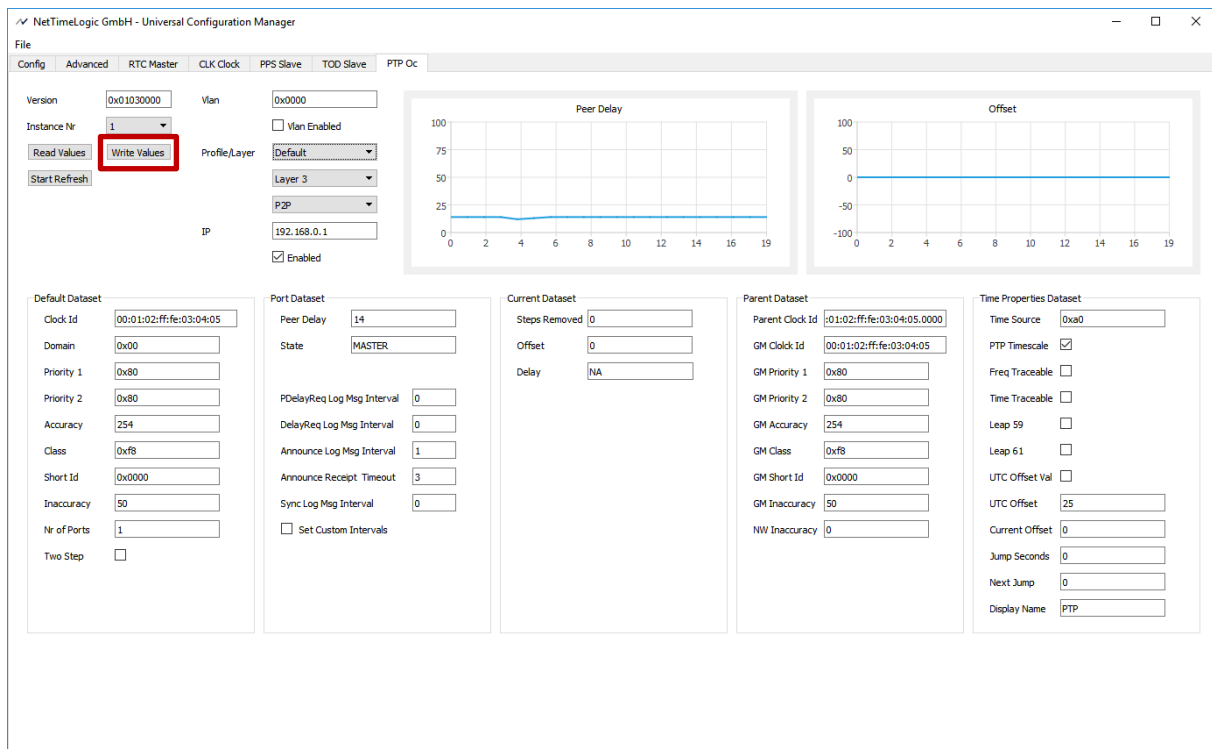 NetTimeLogic GmbH - Universal Configuration Manager
File
Config Advanced RTC Master CLK Clock PPS Slave TOD Slave PTP Oc
Version 0x01030000 Vlan 0x0000
Instance Nr 1 Vlan Enabled
Read Values Write Values Profile/Layer Default
Start Refresh Layer 3
P2P
IP 192.168.0.1
Enabled
Peer Delay
100
75
50
25
0
0 2 4 6 8 10 12 14 16 19
Offset
100
50
0
-50
-100
0 2 4 6 8 10 12 14 16 19
Default Dataset
Clock Id 00:01:02:ff:fe:03:04:05
Domain 0x00
Priority 1 0x80
Priority 2 0x80
Accuracy 254
Class 0xf8
Short Id 0x0000
Inaccuracy 50
Nr of Ports 1
Two Step
Port Dataset
Peer Delay 14
State MASTER
PDelayReq Log Msg Interval 0
DelayReq Log Msg Interval 0
Announce Log Msg Interval 1
Announce Receipt Timeout 3
Sync Log Msg Interval 0
Set Custom Intervals
Current Dataset
Steps Removed 0
Offset 0
Delay NA
Parent Dataset
Parent Clock Id :01:02:ff:fe:03:04:05.0000
GM Clolck Id 00:01:02:ff:fe:03:04:05
GM Priority 1 0x80
GM Priority 2 0x80
GM Accuracy 254
GM Class 0xf8
GM Short Id 0x0000
GM Inaccuracy 50
NW Inaccuracy 0
Time Properties Dataset
Time Source 0xa0
PTP Timescale
Freq Traceable
Time Traceable
Leap 59
Leap 61
UTC Offset Val
UTC Offset 25
Current Offset 0
Jump Seconds 0
Next Jump 0
Display Name PTP